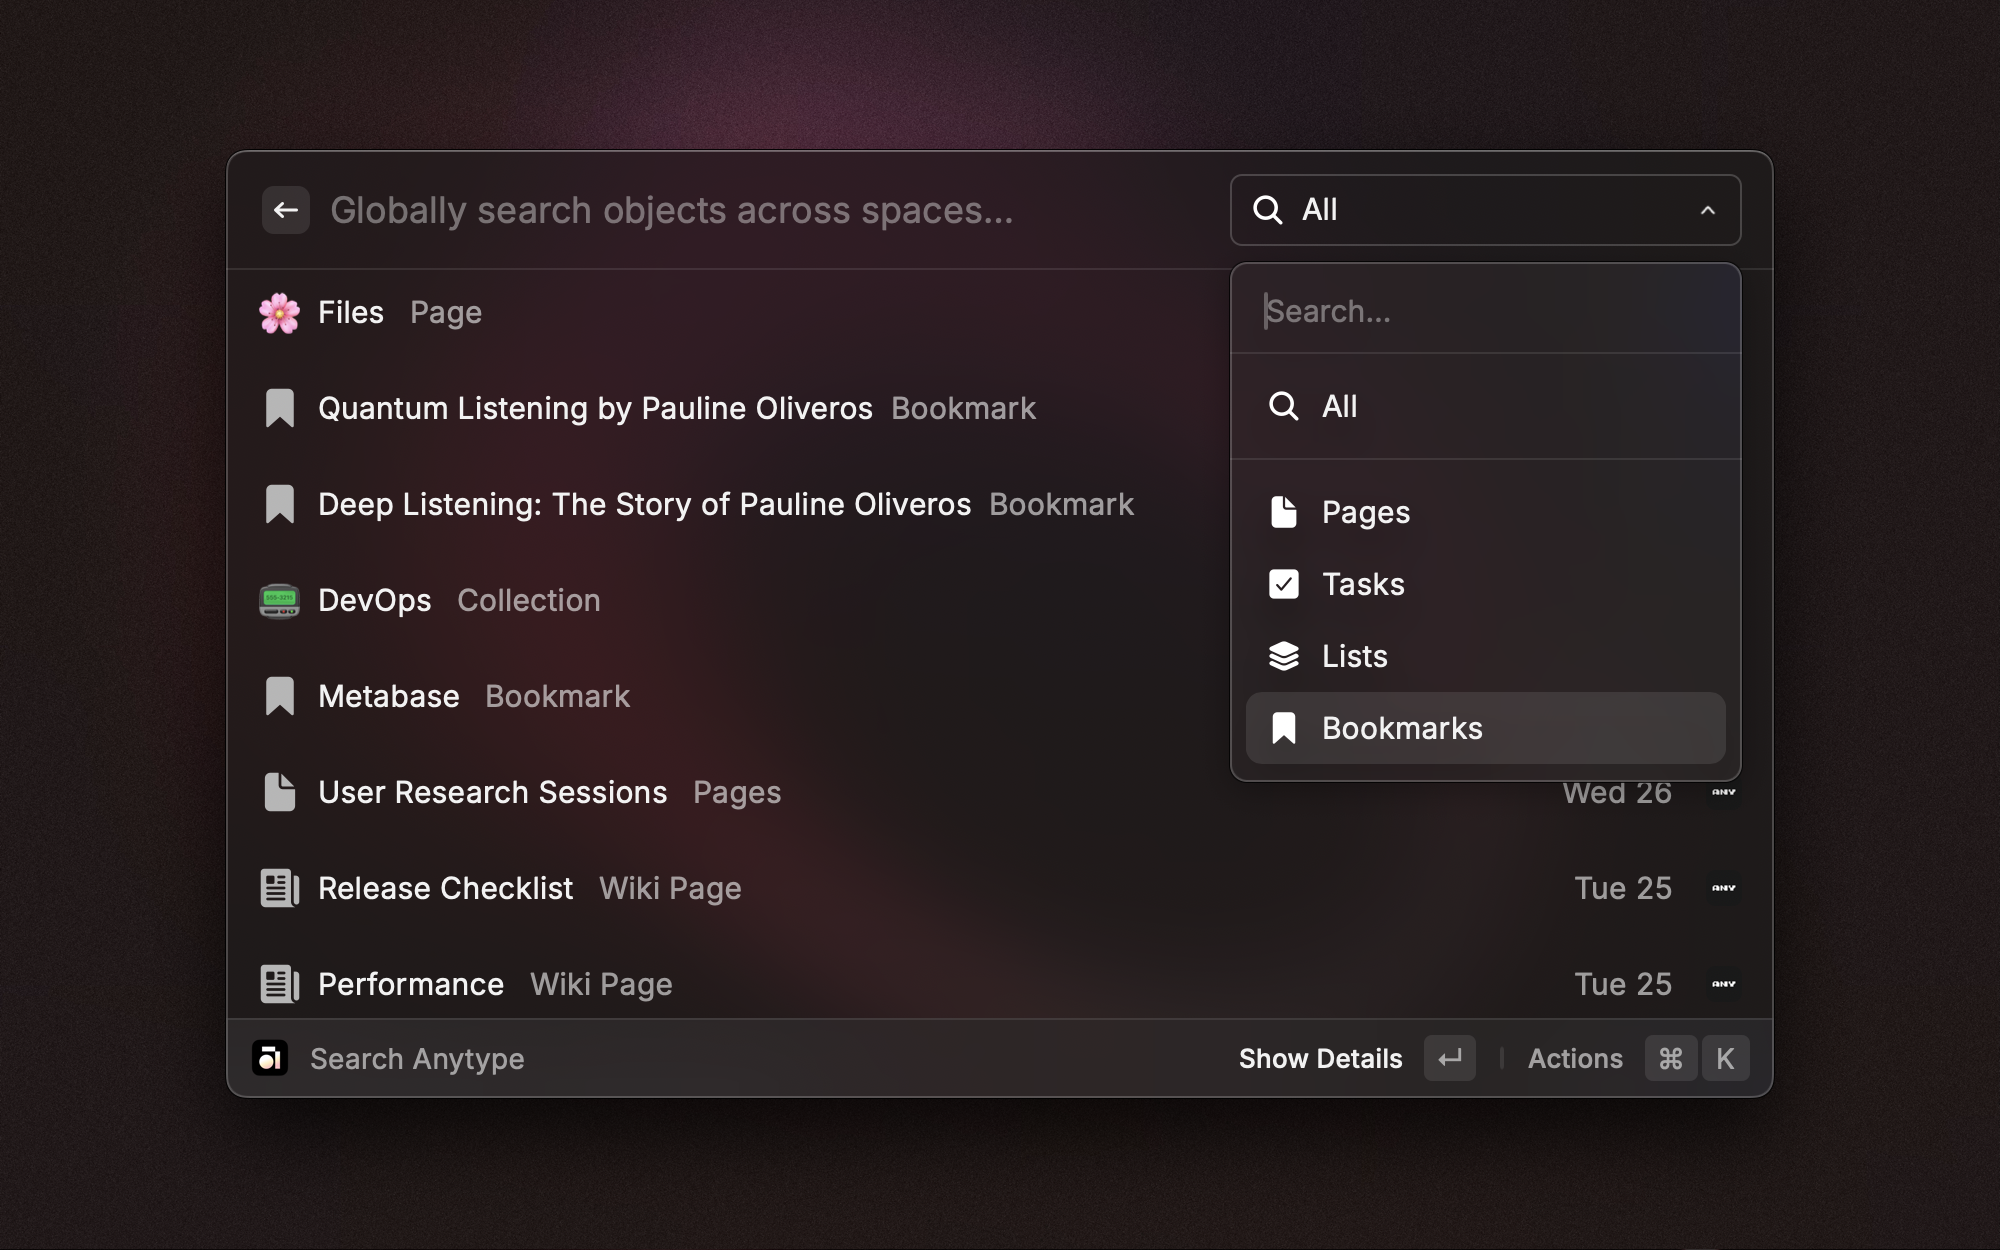 Globally search objects across spaces...
All
Search...
All
Pages
Tasks
Lists
Bookmarks
Files Page
Quantum Listening by Pauline Oliveros Bookmark
Deep Listening: The Story of Pauline Oliveros Bookmark
DevOps Collection
Metabase Bookmark
User Research Sessions Pages Wed 26 ANY
Release Checklist Wiki Page Tue 25 ANY
Performance Wiki Page Tue 25 ANY
Search Anytype Show Details ↵ Actions ⌘ K